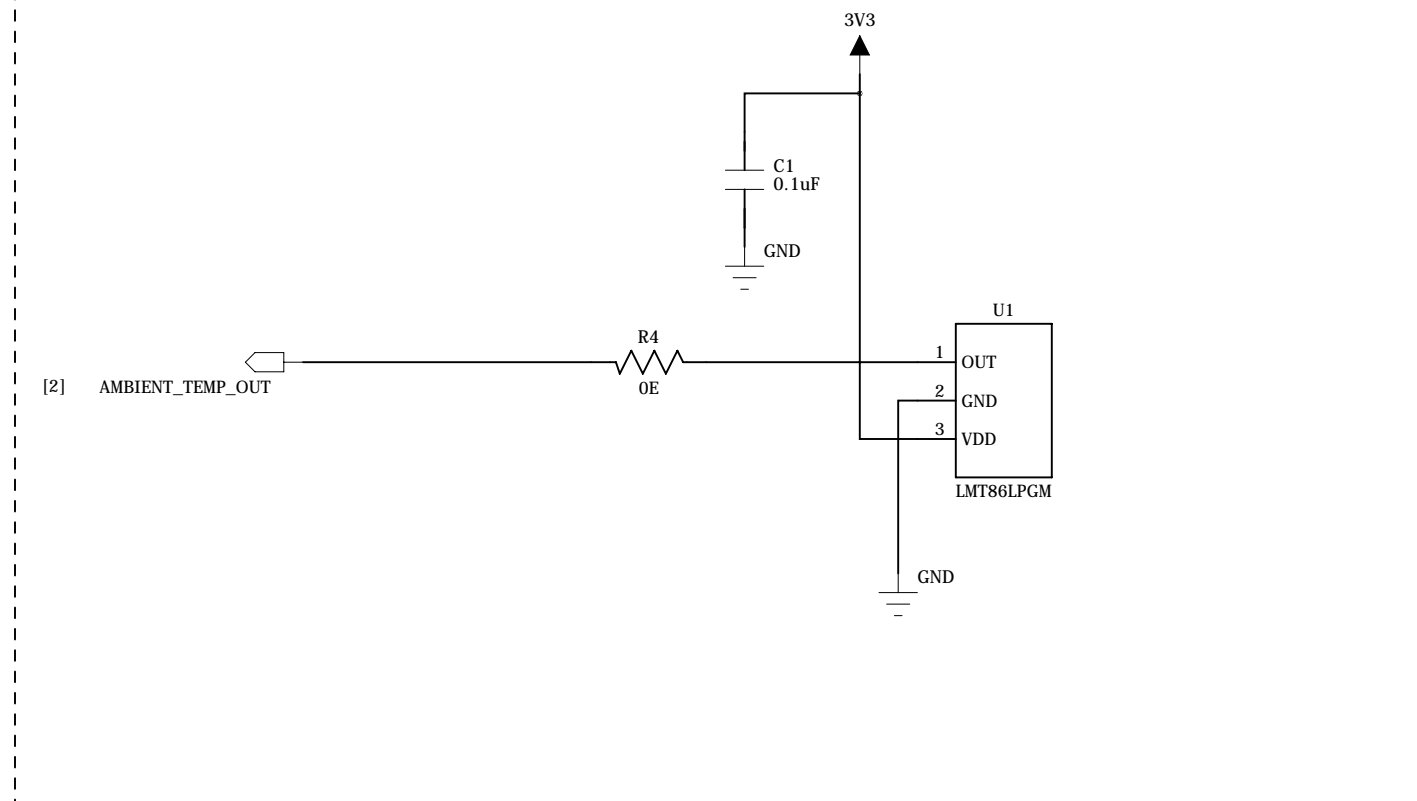 3V3
C1
0.1uF
GND
U1
R4
1 OUT
0E
[2] AMBIENT_TEMP_OUT
2 GND
3 VDD
LMT86LPGM
GND